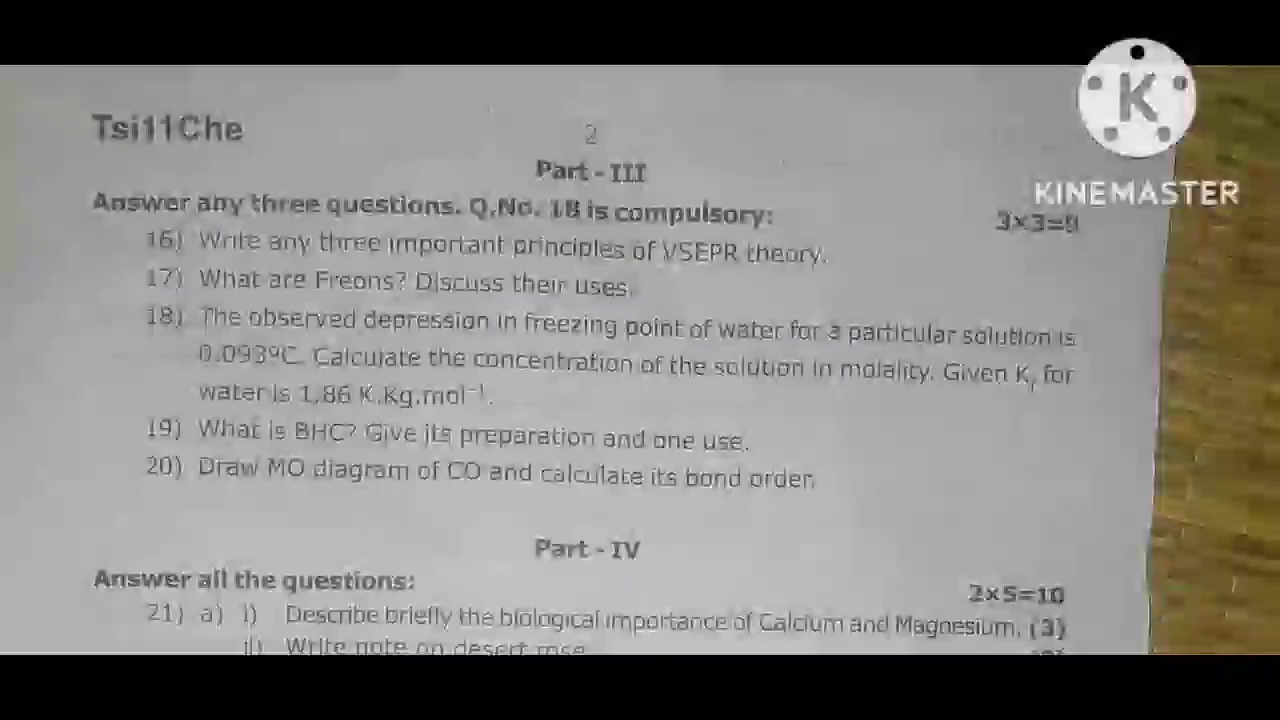 Tsi11Che
2
Part - III
Answer any three questions. Q.No. 18 is compulsory:
3×3=9
16) Write any three important principles of VSEPR theory.
17) What are Freons? Discuss their uses.
18) The observed depression in freezing point of water for a particular solution is
0.093ºC. Calculate the concentration of the solution in molality. Given Kf for
water is 1.86 K.Kg.mol⁻¹.
19) What is BHC? Give its preparation and one use.
20) Draw MO diagram of CO and calculate its bond order.
Part - IV
Answer all the questions:
2×5=10
21) a) i) Describe briefly the biological importance of Calcium and Magnesium. (3)
ii) Write note on desert rose
K
KINEMASTER